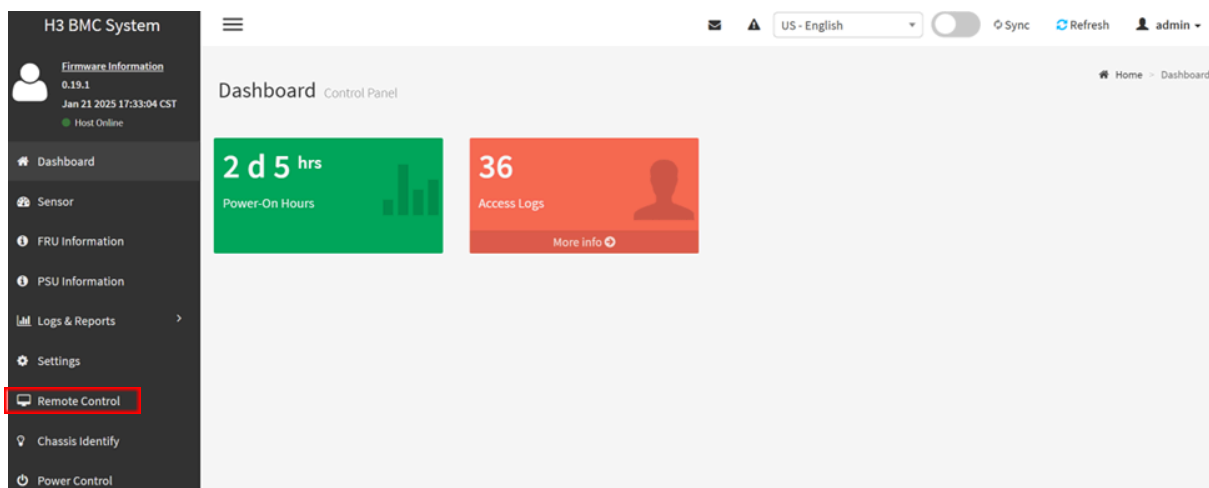 H3 BMC System
US - English
Sync
Refresh
admin
Firmware Information
0.19.1
Jan 21 2025 17:33:04 CST
Host Online
Home > Dashboard
Dashboard Control Panel
Dashboard
Sensor
FRU Information
PSU Information
Logs & Reports
Settings
Remote Control
Chassis Identify
Power Control
2 d 5 hrs
Power-On Hours
36
Access Logs
More info